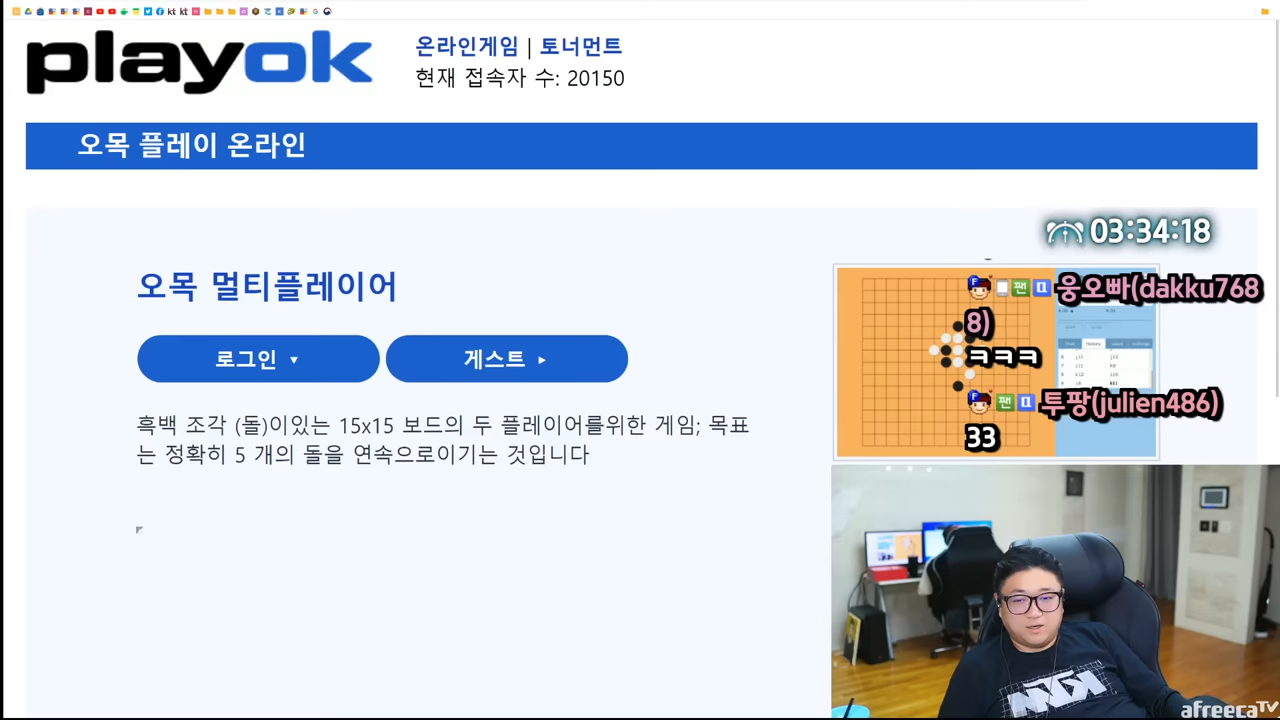 playok
온라인게임 | 토너먼트
현재 접속자 수: 20150
오목 플레이 온라인
03:34:18
오목 멀티플레이어
로그인 ▾
게스트 ▸
흑백 조각 (돌)이있는 15x15 보드의 두 플레이어를위한 게임; 목표
는 정확히 5 개의 돌을 연속으로이기는 것입니다
팬 웅오빠(dakku768
8)
ㅋㅋㅋ
팬 투팡(julien486)
33
afreecaTV